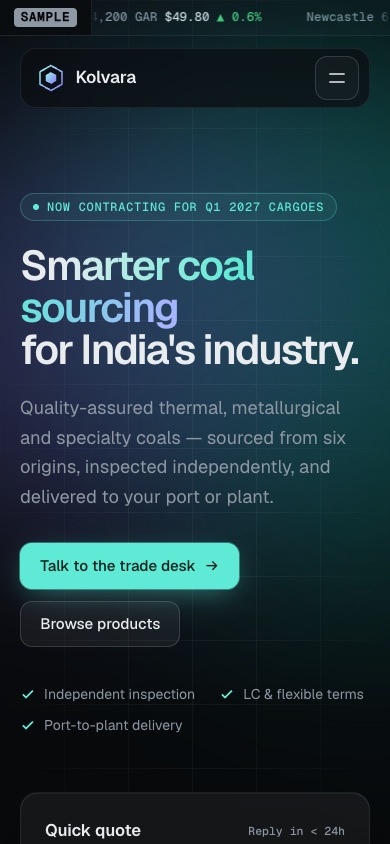 SAMPLE ,200 GAR $49.80 ▲ 0.6% Newcastle 6
Kolvara
NOW CONTRACTING FOR Q1 2027 CARGOES
Smarter coal
sourcing
for India's industry.
Quality-assured thermal, metallurgical
and specialty coals — sourced from six
origins, inspected independently, and
delivered to your port or plant.
Talk to the trade desk →
Browse products
Independent inspection
LC & flexible terms
Port-to-plant delivery
Quick quote
Reply in < 24h